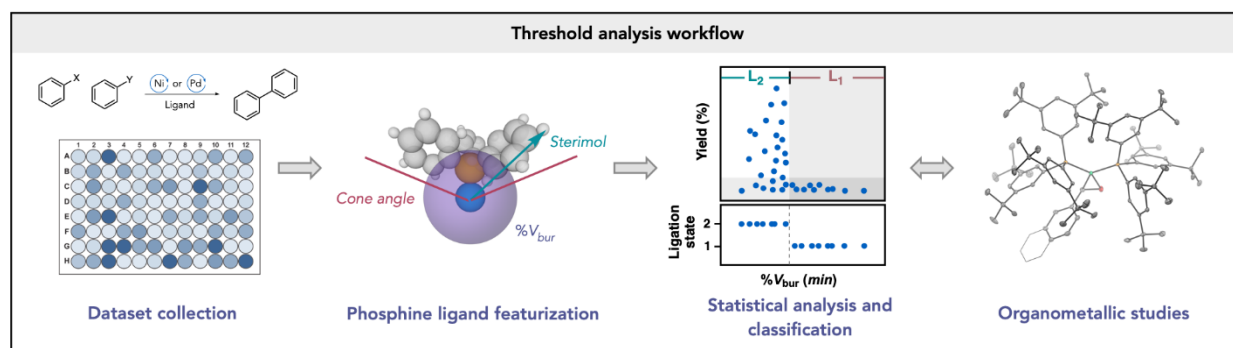 Threshold analysis workflow
X
Y
Ni or Pd
Ligand
1 2 3 4 5 6 7 8 9 10 11 12
A
B
C
D
E
F
G
H
Dataset collection
Sterimol
Cone angle
%Vbur
Phosphine ligand featurization
L2
L1
Yield (%)
Ligation
state
2
1
%Vbur (min)
Statistical analysis and
classification
Organometallic studies